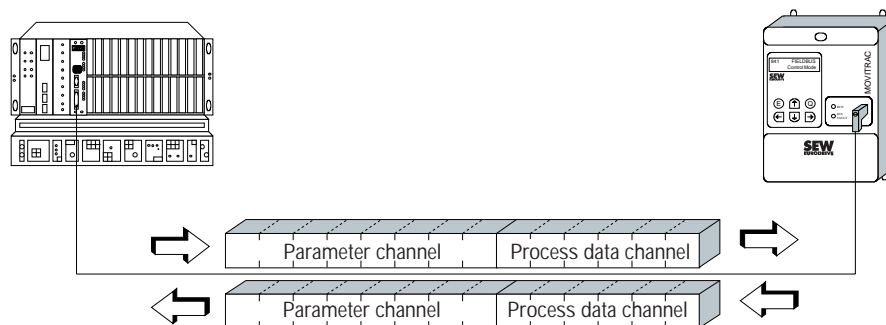 841 FIELDBUS
Control Mode
SEW
E
O
MOVITRAC
SEW
EURODRIVE
Parameter channel Process data channel
Parameter channel Process data channel